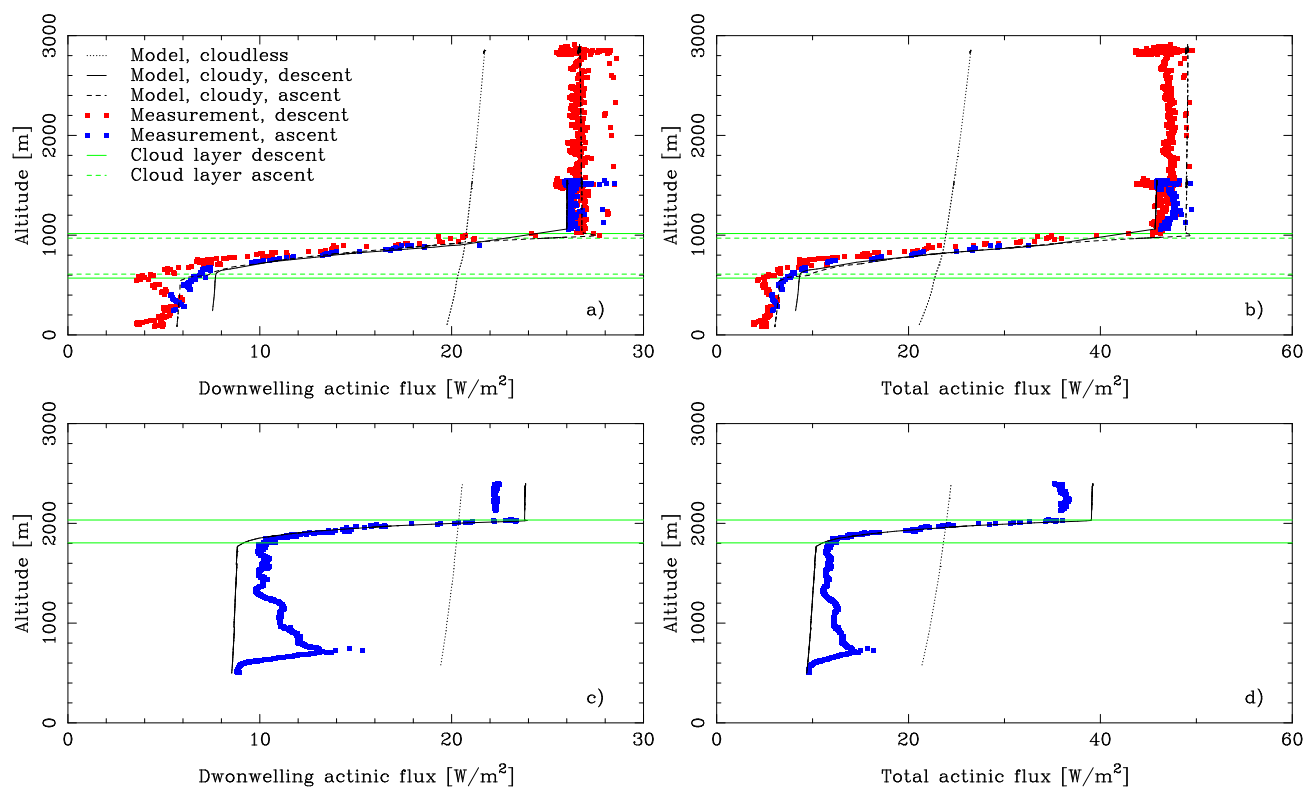 3000
2000
1000
0
Altitude [m]
Model, cloudless
Model, cloudy, descent
Model, cloudy, ascent
Measurement, descent
Measurement, ascent
Cloud layer descent
Cloud layer ascent
a)
0 10 20 30
Downwelling actinic flux [W/m²]
3000
2000
1000
0
Altitude [m]
b)
0 20 40 60
Total actinic flux [W/m²]
3000
2000
1000
0
Altitude [m]
c)
0 10 20 30
Dwonwelling actinic flux [W/m²]
3000
2000
1000
0
Altitude [m]
d)
0 20 40 60
Total actinic flux [W/m²]